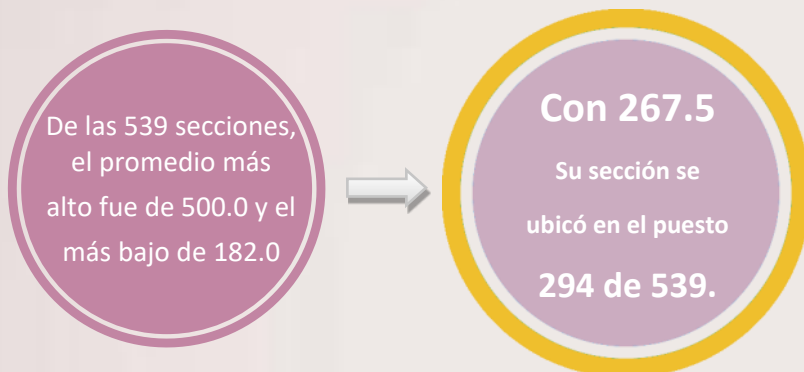 De las 539 secciones,
el promedio más
alto fue de 500.0 y el
más bajo de 182.0
Con 267.5
Su sección se
ubicó en el puesto
294 de 539.